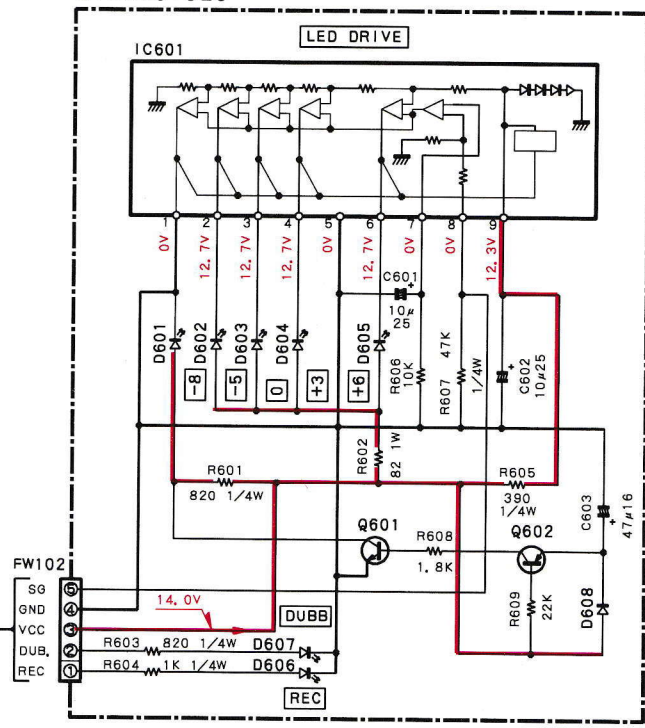 LED DRIVE
IC601
1 2 3 4 5 6 7 8 9
0V
12.7V
12.7V
12.7V
0V
12.7V
0V
0V
12.3V
C601
+
10μ
25
D601
D602
D603
D604
D605
-8
-5
0
+3
+6
R606
10K
47K
R607
1/4W
+
C602
10μ25
R602
82 1W
R601
820 1/4W
R605
390
1/4W
C603
+
47μ16
Q601
R608
1.8K
Q602
R609
22K
D608
FW102
SG 5
GND 4
VCC 3
DUB. 2
REC 1
14.0V
DUBB
R603 820 1/4W D607
R604 1K 1/4W D606
REC